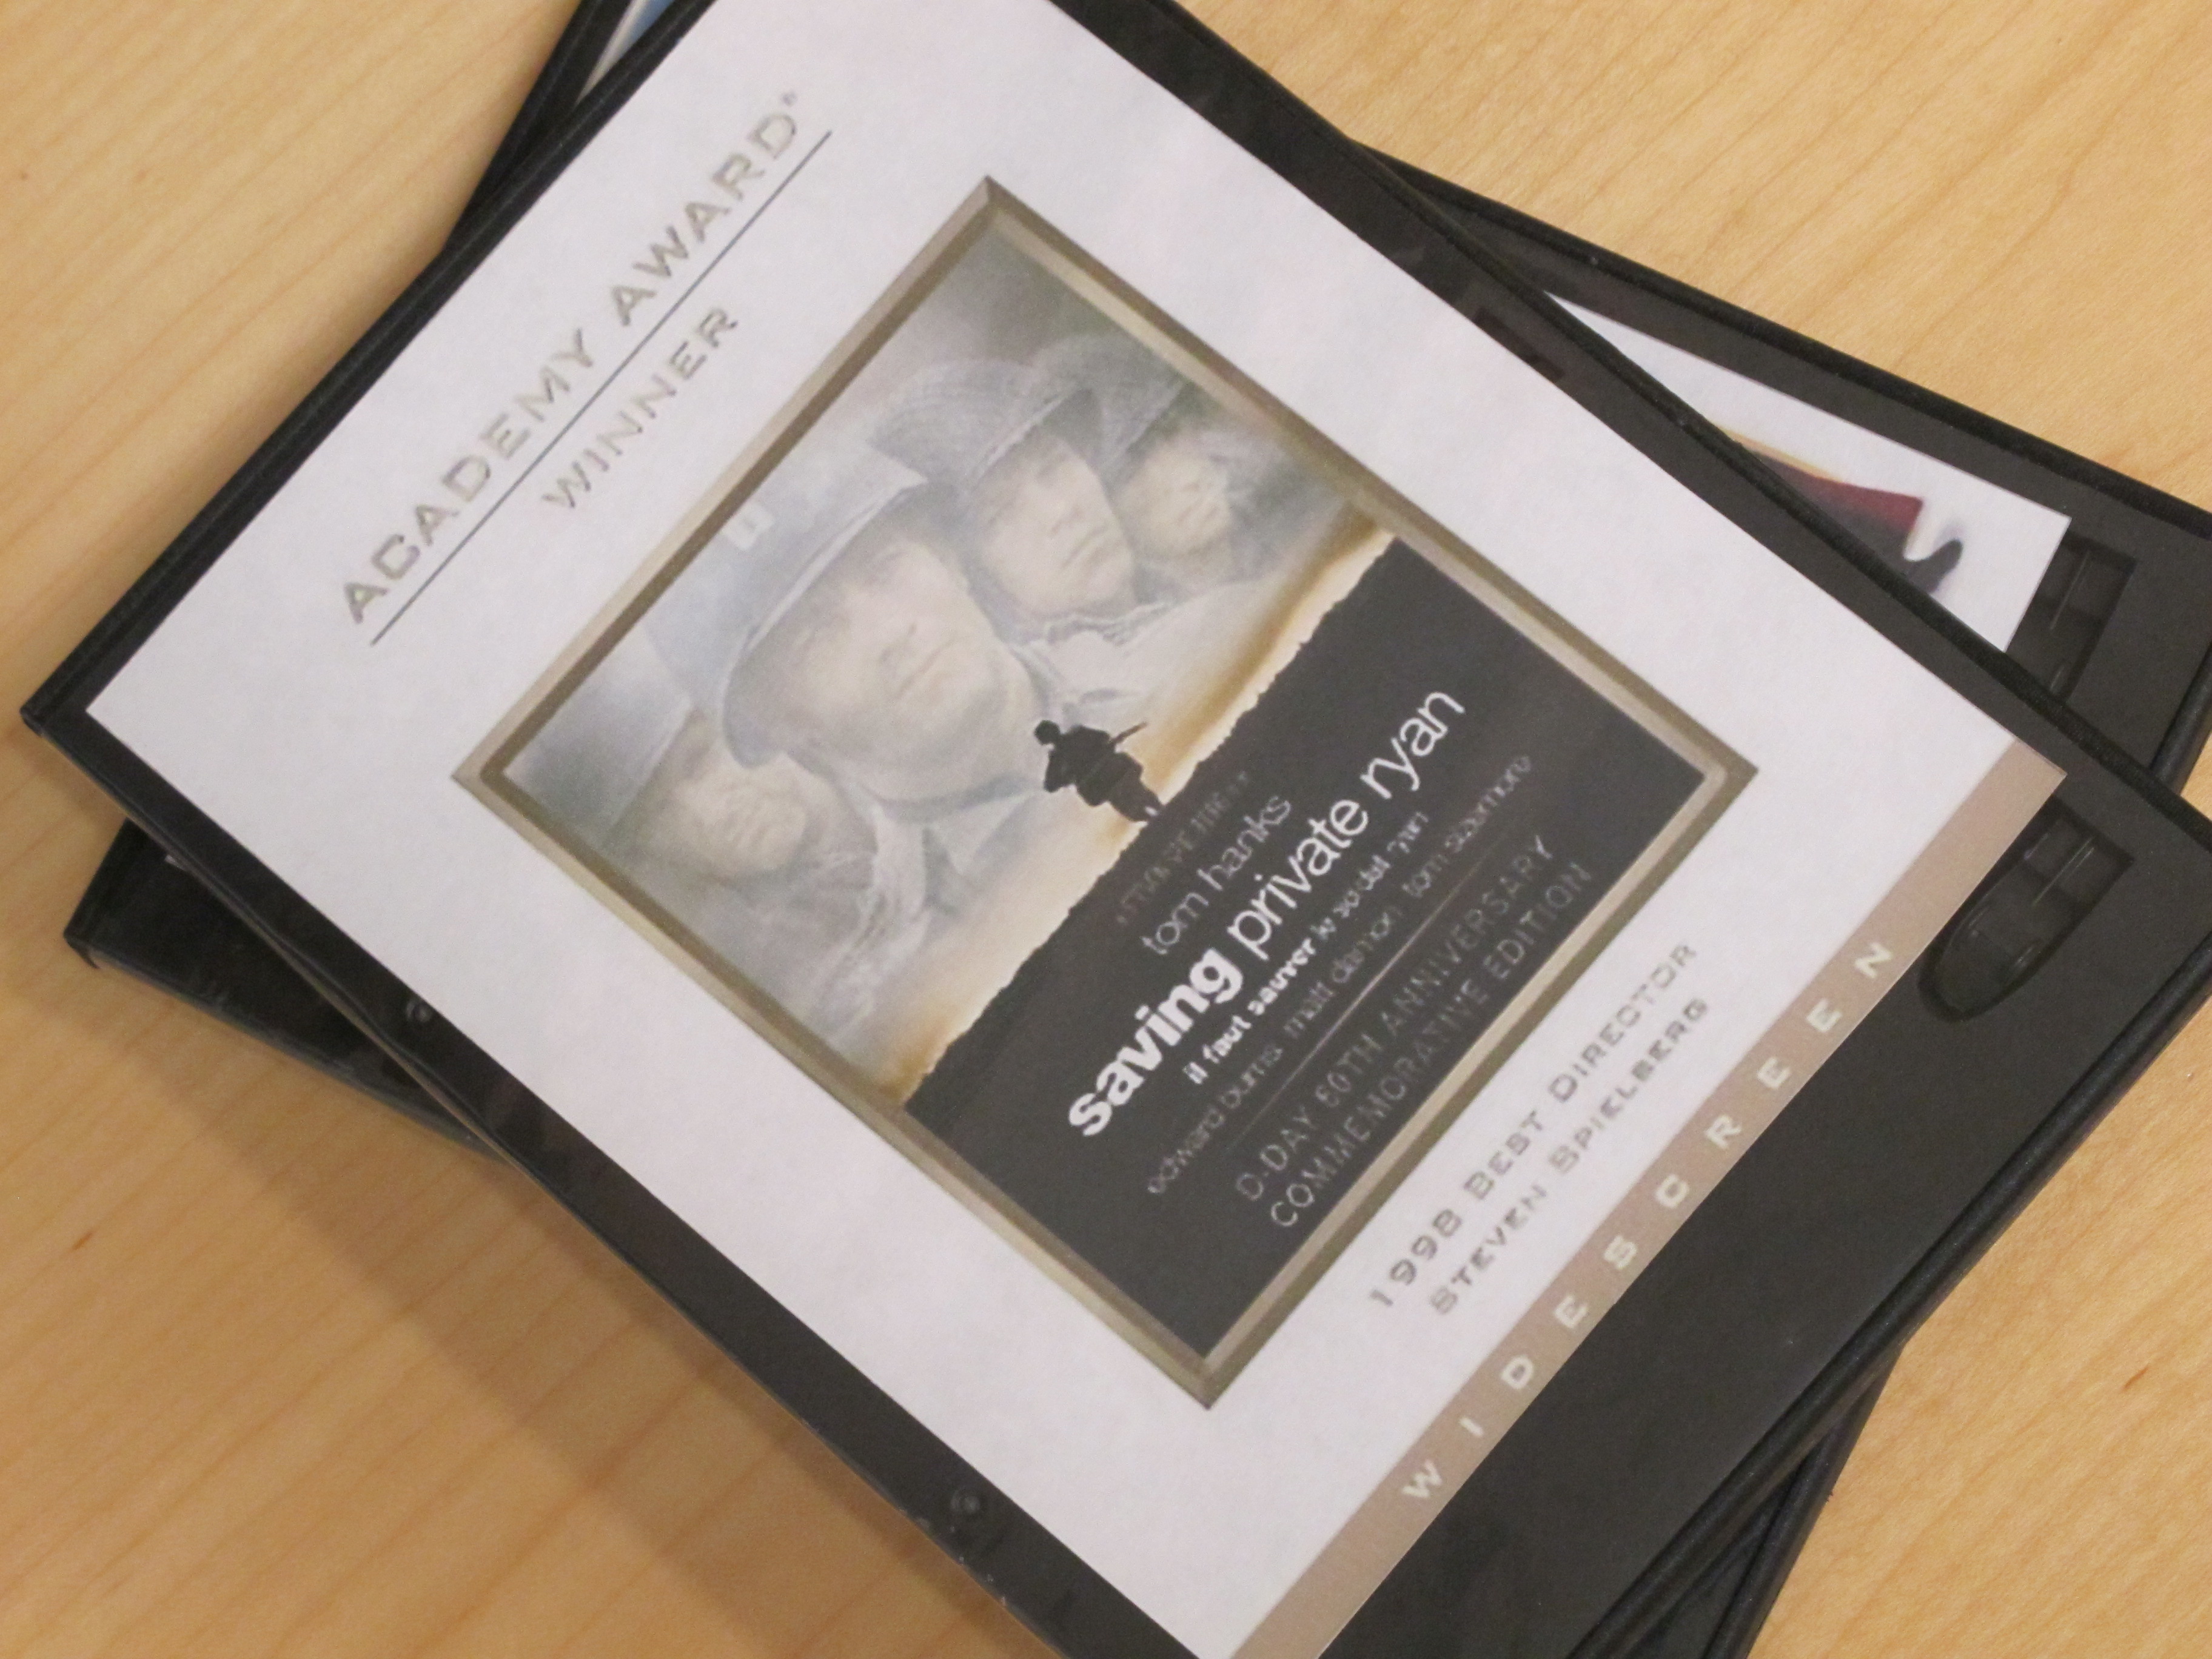 ACADEMY AWARD®
WINNER
tom hanks
saving private ryan
il faut sauver le soldat ryan
edward burns matt damon tom sizemore
D-DAY 60TH ANNIVERSARY
COMMEMORATIVE EDITION
1998 BEST DIRECTOR
STEVEN SPIELBERG
WIDESCREEN